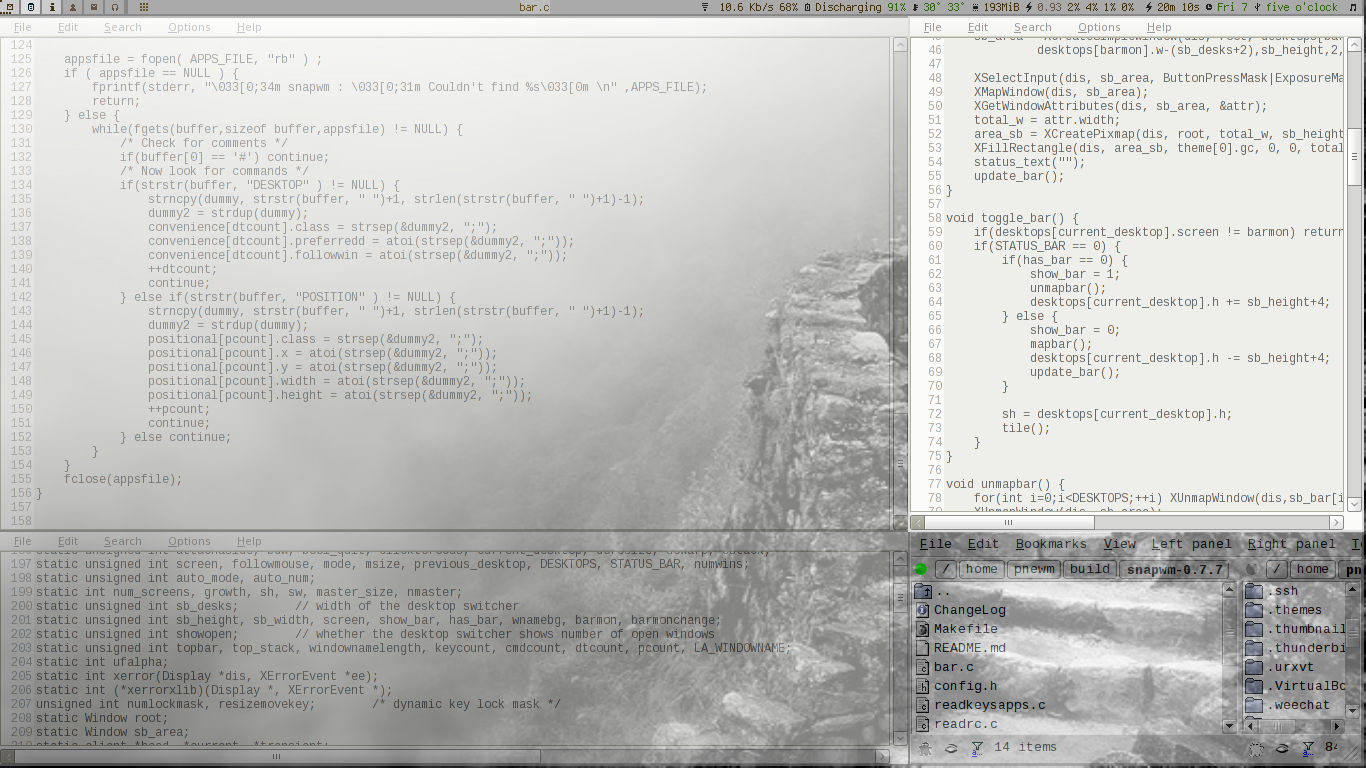 bar.c
10.6 Kb/s 68% Discharging 91% 30° 33° 193MiB 0.93 2% 4% 1% 0% 20m 10s Fri 7 five o'clock
File Edit Search Options Help
124
125 appsfile = fopen( APPS_FILE, "rb" ) ;
126 if ( appsfile == NULL ) {
127 fprintf(stderr, "\033[0;34m snapwm : \033[0;31m Couldn't find %s\033[0m \n" ,APPS_FILE);
128 return;
129 } else {
130 while(fgets(buffer,sizeof buffer,appsfile) != NULL) {
131 /* Check for comments */
132 if(buffer[0] == '#') continue;
133 /* Now look for commands */
134 if(strstr(buffer, "DESKTOP" ) != NULL) {
135 strncpy(dummy, strstr(buffer, " ")+1, strlen(strstr(buffer, " ")+1)-1);
136 dummy2 = strdup(dummy);
137 convenience[dtcount].class = strsep(&dummy2, ";");
138 convenience[dtcount].preferredd = atoi(strsep(&dummy2, ";"));
139 convenience[dtcount].followwin = atoi(strsep(&dummy2, ";"));
140 ++dtcount;
141 continue;
142 } else if(strstr(buffer, "POSITION" ) != NULL) {
143 strncpy(dummy, strstr(buffer, " ")+1, strlen(strstr(buffer, " ")+1)-1);
144 dummy2 = strdup(dummy);
145 positional[pcount].class = strsep(&dummy2, ";");
146 positional[pcount].x = atoi(strsep(&dummy2, ";"));
147 positional[pcount].y = atoi(strsep(&dummy2, ";"));
148 positional[pcount].width = atoi(strsep(&dummy2, ";"));
149 positional[pcount].height = atoi(strsep(&dummy2, ";"));
150 ++pcount;
151 continue;
152 } else continue;
153 }
154 }
155 fclose(appsfile);
156 }
157
158
File Edit Search Options Help
46 desktops[barmon].w-(sb_desks+2),sb_height,2,
47
48 XSelectInput(dis, sb_area, ButtonPressMask|ExposureMa
49 XMapWindow(dis, sb_area);
50 XGetWindowAttributes(dis, sb_area, &attr);
51 total_w = attr.width;
52 area_sb = XCreatePixmap(dis, root, total_w, sb_height
53 XFillRectangle(dis, area_sb, theme[0].gc, 0, 0, total
54 status_text("");
55 update_bar();
56 }
57
58 void toggle_bar() {
59 if(desktops[current_desktop].screen != barmon) return
60 if(STATUS_BAR == 0) {
61 if(has_bar == 0) {
62 show_bar = 1;
63 unmapbar();
64 desktops[current_desktop].h += sb_height+4;
65 } else {
66 show_bar = 0;
67 mapbar();
68 desktops[current_desktop].h -= sb_height+4;
69 update_bar();
70 }
71
72 sh = desktops[current_desktop].h;
73 tile();
74 }
75 }
76
77 void unmapbar() {
78 for(int i=0;i<DESKTOPS;++i) XUnmapWindow(dis,sb_bar[i
File Edit Search Options Help
197 static unsigned int screen, followmouse, mode, msize, previous_desktop, DESKTOPS, STATUS_BAR, numwins;
198 static unsigned int auto_mode, auto_num;
199 static int num_screens, growth, sh, sw, master_size, nmaster;
200 static unsigned int sb_desks; // width of the desktop switcher
201 static unsigned int sb_height, sb_width, screen, show_bar, has_bar, wnamebg, barmon, barmonchange;
202 static unsigned int showopen; // whether the desktop switcher shows number of open windows
203 static unsigned int topbar, top_stack, windownamelength, keycount, cmdcount, dtcount, pcount, LA_WINDOWNAME;
204 static int ufalpha;
205 static int xerror(Display *dis, XErrorEvent *ee);
206 static int (*xerrorxlib)(Display *, XErrorEvent *);
207 unsigned int numlockmask, resizemovekey; /* dynamic key lock mask */
208 static Window root;
209 static Window sb_area;
File Edit Bookmarks View Left panel Right panel
/ home pnewm build snapwm-0.7.7
..
ChangeLog
Makefile
README.md
bar.c
config.h
readkeysapps.c
readrc.c
14 items
/ home pn
.ssh
.themes
.thumbnail
.thunderbi
.urxvt
.VirtualBo
.weechat